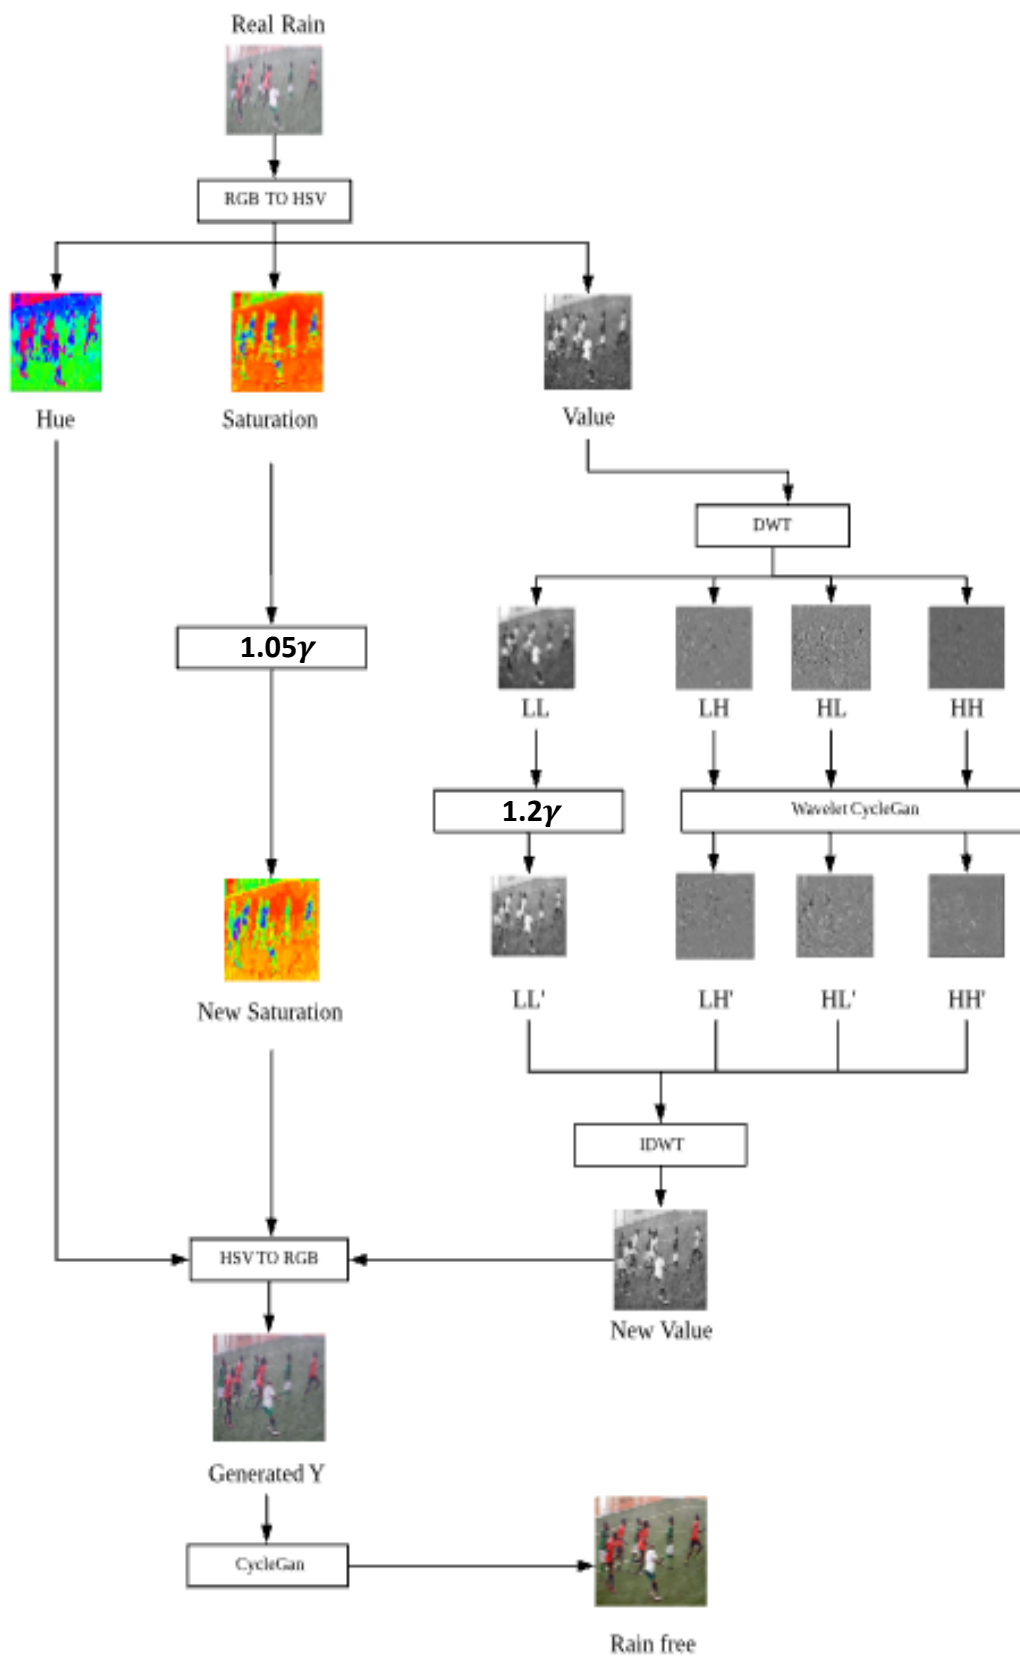 Real Rain
RGB TO HSV
Hue
Saturation
Value
DWT
1.05γ
LL
LH
HL
HH
1.2γ
Wavelet CycleGan
LL'
LH'
HL'
HH'
New Saturation
IDWT
HSV TO RGB
New Value
Generated Y
CycleGan
Rain free